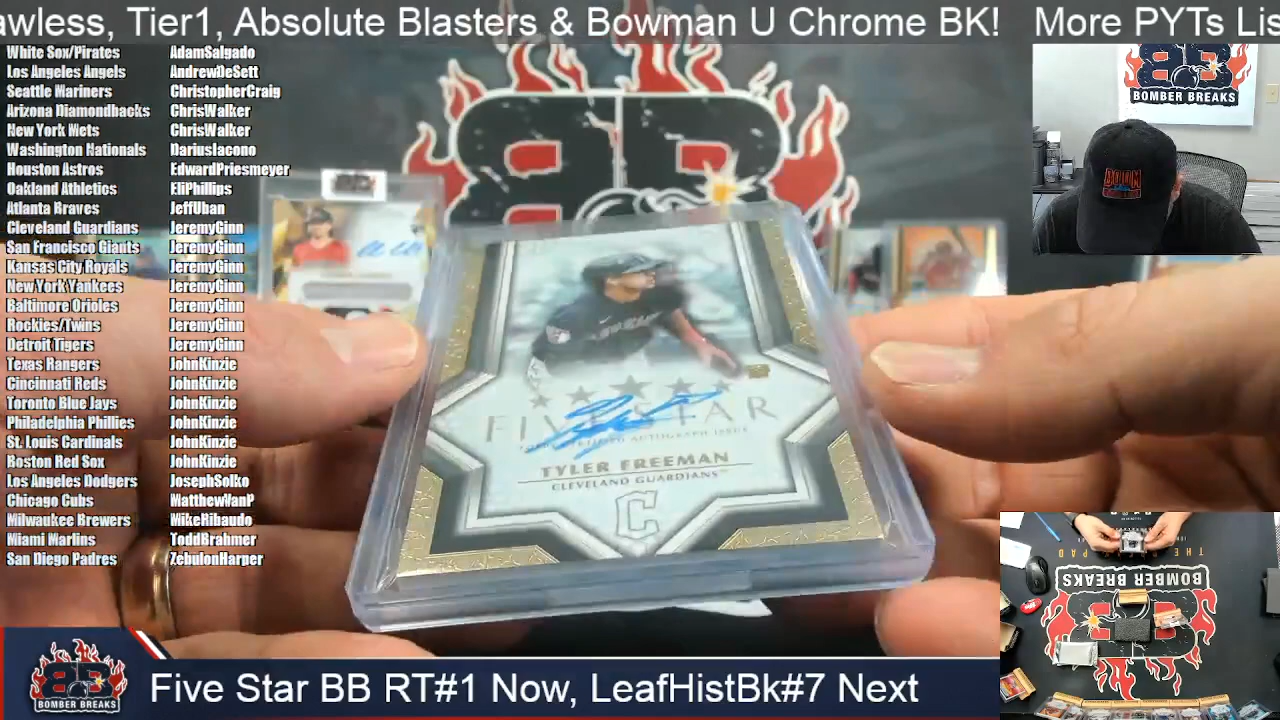 awless, Tier1, Absolute Blasters & Bowman U Chrome BK! More PYTs Lis
White Sox/Pirates AdamSalgado
Los Angeles Angels AndrewDeSett
Seattle Mariners ChristopherCraig
Arizona Diamondbacks ChrisWalker
New York Mets ChrisWalker
Washington Nationals DariusIacono
Houston Astros EdwardPriesmeyer
Oakland Athletics EliPhillips
Atlanta Braves JeffUban
Cleveland Guardians JeremyGinn
San Francisco Giants JeremyGinn
Kansas City Royals JeremyGinn
New York Yankees JeremyGinn
Baltimore Orioles JeremyGinn
Rockies/Twins JeremyGinn
Detroit Tigers JeremyGinn
Texas Rangers JohnKinzie
Cincinnati Reds JohnKinzie
Toronto Blue Jays JohnKinzie
Philadelphia Phillies JohnKinzie
St. Louis Cardinals JohnKinzie
Boston Red Sox JohnKinzie
Los Angeles Dodgers JosephSolko
Chicago Cubs MatthewVanP
Milwaukee Brewers MikeRibaudo
Miami Marlins ToddBrahmer
San Diego Padres ZebulonHarper
BOMBER BREAKS
FIVE STAR
AUTOGRAPH ISSUE
TYLER FREEMAN
CLEVELAND GUARDIANS
C
BOMBER BREAKS
BOMBER BREAKS
Five Star BB RT#1 Now, LeafHistBk#7 Next